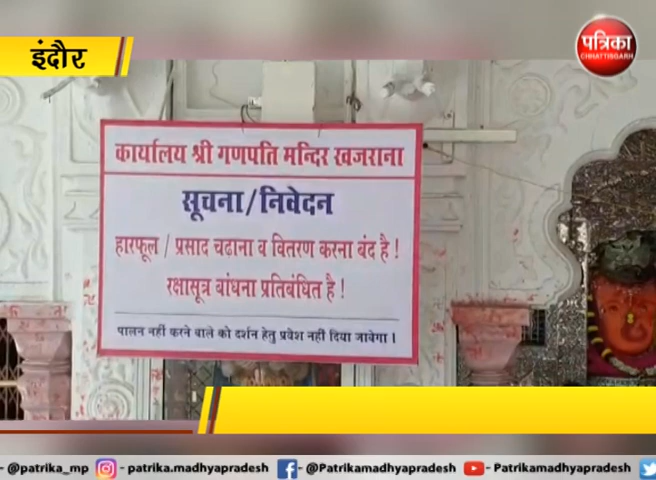 इंदौर
पत्रिका
CHHATTISGARH
कार्यालय श्री गणपति मन्दिर खजराना
सूचना/निवेदन
हारफूल / प्रसाद चढाना व वितरण करना बंद है !
रक्षासूत्र बांधना प्रतिबंधित है !
पालन नहीं करने वाले को दर्शन हेतु प्रवेश नहीं दिया जावेगा ।
- @patrika_mp - patrika.madhyapradesh - @Patrikamadhyapradesh - Patrikamadhyapradesh